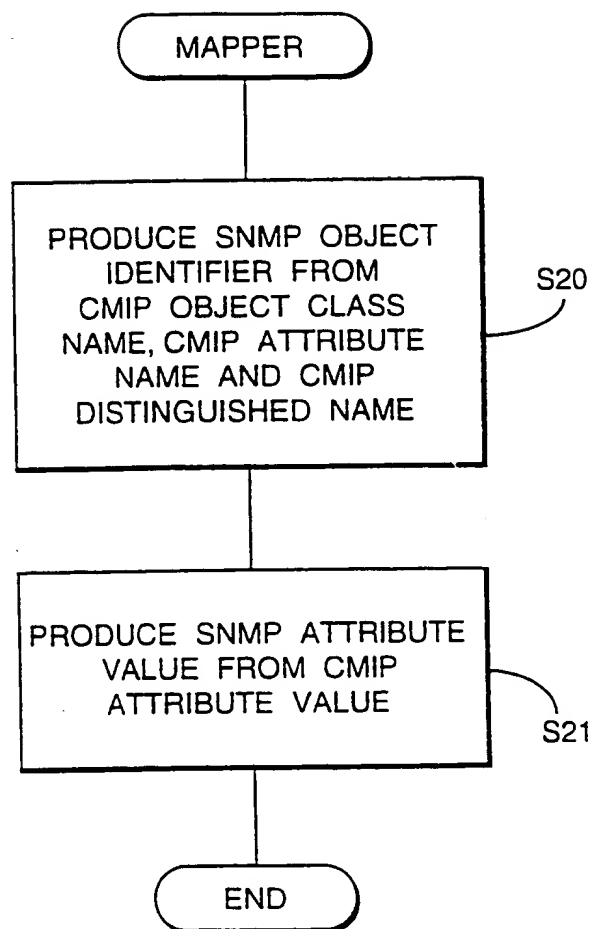 MAPPER
PRODUCE SNMP OBJECT
IDENTIFIER FROM
CMIP OBJECT CLASS
NAME, CMIP ATTRIBUTE
NAME AND CMIP
DISTINGUISHED NAME
S20
PRODUCE SNMP ATTRIBUTE
VALUE FROM CMIP
ATTRIBUTE VALUE
S21
END